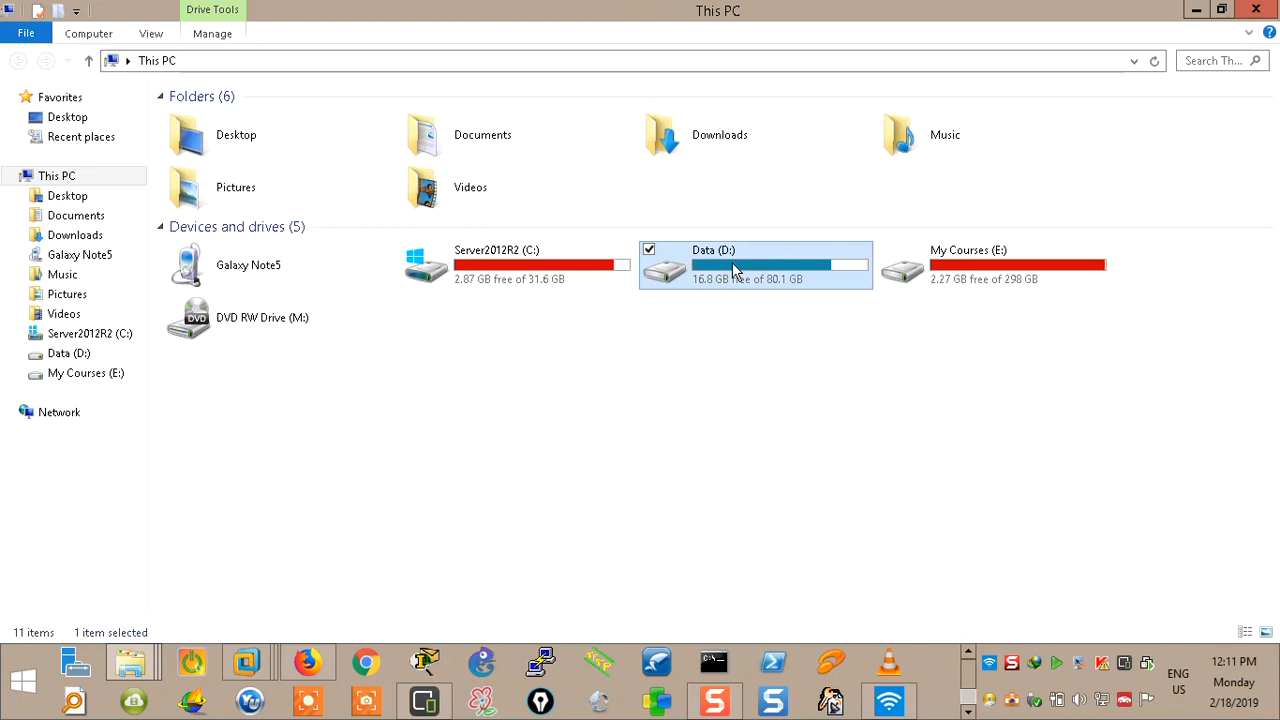 Drive Tools
This PC
File
Computer
View
Manage
This PC
Search Th...
Favorites
Desktop
Recent places
This PC
Desktop
Documents
Downloads
Galaxy Note5
Music
Pictures
Videos
Server2012R2 (C:)
Data (D:)
My Courses (E:)
Network
Folders (6)
Desktop
Documents
Downloads
Music
Pictures
Videos
Devices and drives (5)
Galaxy Note5
Server2012R2 (C:)
2.87 GB free of 31.6 GB
Data (D:)
16.8 GB free of 80.1 GB
My Courses (E:)
2.27 GB free of 298 GB
DVD
DVD RW Drive (M:)
11 items
1 item selected
ENG
US
12:11 PM
Monday
2/18/2019